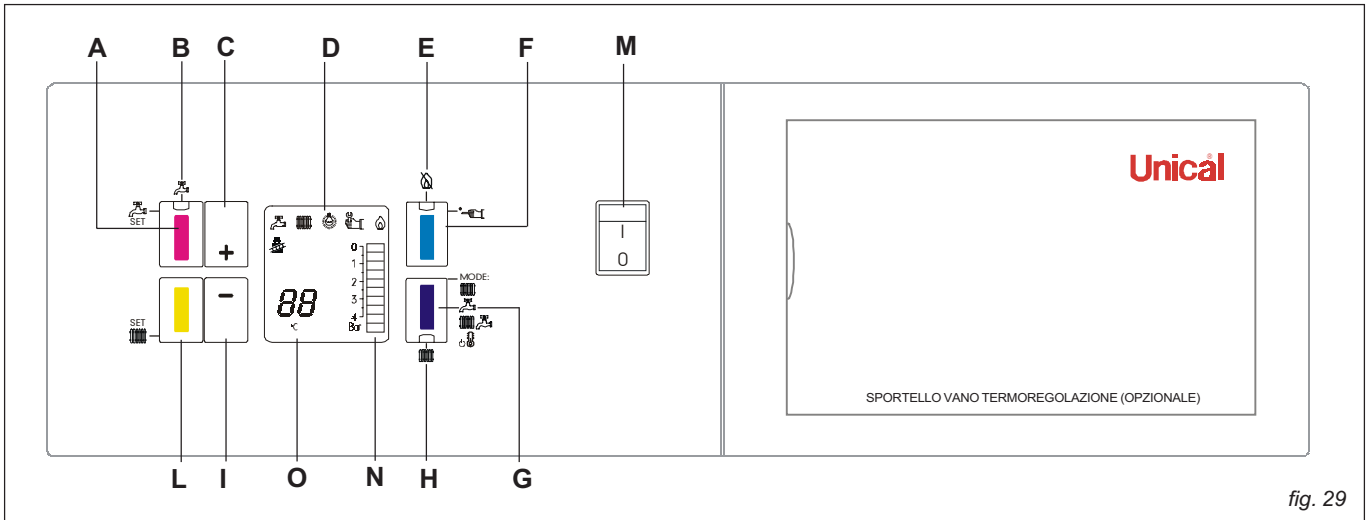 A B C D E F M
Unical
SET
+
0
1
2
3
4
Bar
88
°C
MODE:
I
0
-
SET
SPORTELLO VANO TERMOREGOLAZIONE (OPZIONALE)
L I O N H G
fig. 29